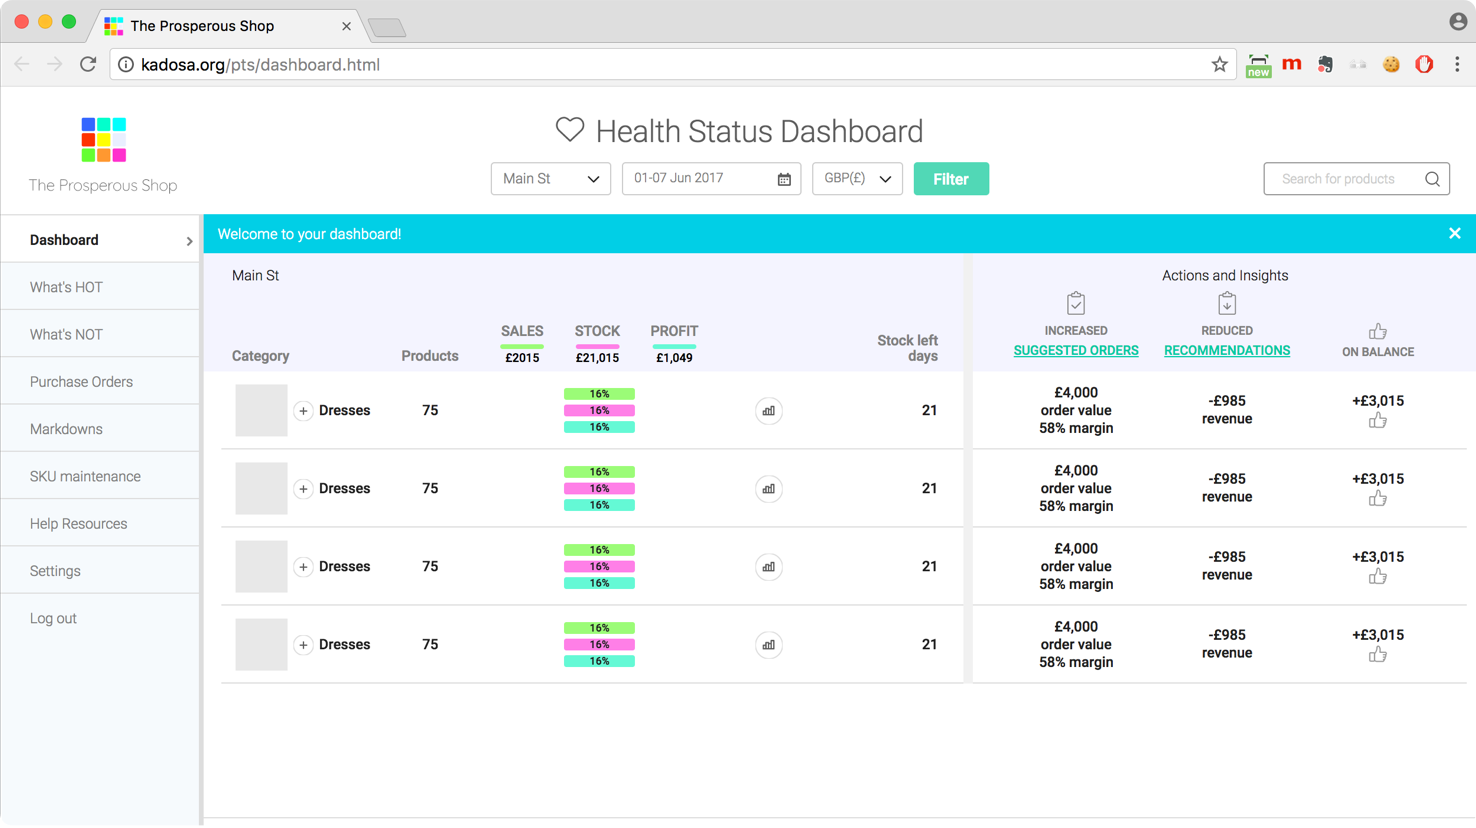 The Prosperous Shop
kadosa.org/pts/dashboard.html
new
m
Health Status Dashboard
The Prosperous Shop
Main St
01-07 Jun 2017
GBP(£)
Filter
Search for products
Dashboard
What's HOT
What's NOT
Purchase Orders
Markdowns
SKU maintenance
Help Resources
Settings
Log out
Welcome to your dashboard!
Main St
Category
Products
SALES
£2015
STOCK
£21,015
PROFIT
£1,049
Stock left
days
Actions and Insights
INCREASED
SUGGESTED ORDERS
REDUCED
RECOMMENDATIONS
ON BALANCE
Dresses
75
16%
16%
16%
21
£4,000
order value
58% margin
-£985
revenue
+£3,015
Dresses
75
16%
16%
16%
21
£4,000
order value
58% margin
-£985
revenue
+£3,015
Dresses
75
16%
16%
16%
21
£4,000
order value
58% margin
-£985
revenue
+£3,015
Dresses
75
16%
16%
16%
21
£4,000
order value
58% margin
-£985
revenue
+£3,015